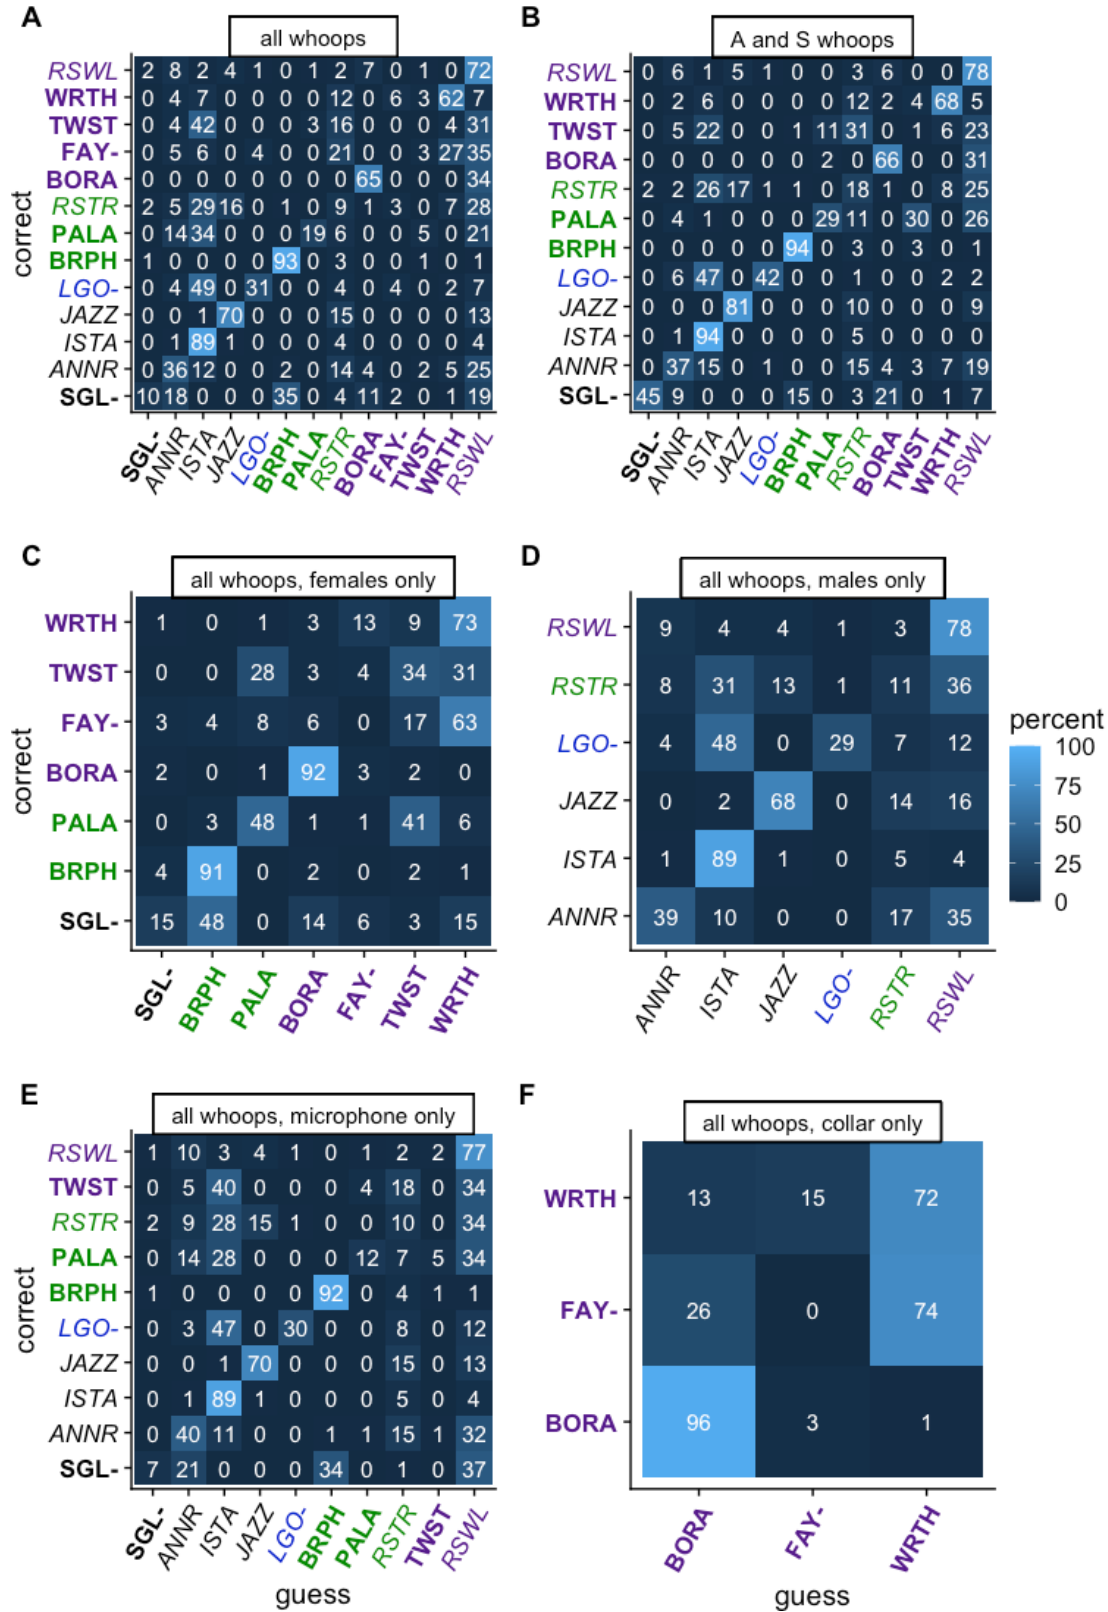 A
all whoops
correct
RSWL 2 8 2 4 1 0 1 2 7 0 1 0 72
WRTH 0 4 7 0 0 0 0 12 0 6 3 62 7
TWST 0 4 42 0 0 0 3 16 0 0 0 4 31
FAY- 0 5 6 0 4 0 0 21 0 0 3 27 35
BORA 0 0 0 0 0 0 0 0 65 0 0 0 34
RSTR 2 5 29 16 0 1 0 9 1 3 0 7 28
PALA 0 14 34 0 0 0 19 6 0 0 5 0 21
BRPH 1 0 0 0 0 93 0 3 0 0 1 0 1
LGO- 0 4 49 0 31 0 0 4 0 4 0 2 7
JAZZ 0 0 1 70 0 0 0 15 0 0 0 0 13
ISTA 0 1 89 1 0 0 0 4 0 0 0 0 4
ANNR 0 36 12 0 0 2 0 14 4 0 2 5 25
SGL- 10 18 0 0 0 35 0 4 11 2 0 1 19
SGL- ANNR ISTA JAZZ LGO- BRPH PALA RSTR BORA FAY- TWST WRTH RSWL
B
A and S whoops
RSWL 0 6 1 5 1 0 0 3 6 0 0 78
WRTH 0 2 6 0 0 0 0 12 2 4 68 5
TWST 0 5 22 0 0 1 11 31 0 1 6 23
BORA 0 0 0 0 0 0 2 0 66 0 0 31
RSTR 2 2 26 17 1 1 0 18 1 0 8 25
PALA 0 4 1 0 0 0 29 11 0 30 0 26
BRPH 0 0 0 0 0 94 0 3 0 3 0 1
LGO- 0 6 47 0 42 0 0 1 0 0 2 2
JAZZ 0 0 0 81 0 0 0 10 0 0 0 9
ISTA 0 1 94 0 0 0 0 5 0 0 0 0
ANNR 0 37 15 0 1 0 0 15 4 3 7 19
SGL- 45 9 0 0 0 15 0 3 21 0 1 7
SGL- ANNR ISTA JAZZ LGO- BRPH PALA RSTR BORA TWST WRTH RSWL
C
all whoops, females only
correct
WRTH 1 0 1 3 13 9 73
TWST 0 0 28 3 4 34 31
FAY- 3 4 8 6 0 17 63
BORA 2 0 1 92 3 2 0
PALA 0 3 48 1 1 41 6
BRPH 4 91 0 2 0 2 1
SGL- 15 48 0 14 6 3 15
SGL- BRPH PALA BORA FAY- TWST WRTH
D
all whoops, males only
RSWL 9 4 4 1 3 78
RSTR 8 31 13 1 11 36
LGO- 4 48 0 29 7 12
JAZZ 0 2 68 0 14 16
ISTA 1 89 1 0 5 4
ANNR 39 10 0 0 17 35
ANNR ISTA JAZZ LGO- RSTR RSWL
percent
100
75
50
25
0
E
all whoops, microphone only
correct
RSWL 1 10 3 4 1 0 1 2 2 77
TWST 0 5 40 0 0 0 4 18 0 34
RSTR 2 9 28 15 1 0 0 10 0 34
PALA 0 14 28 0 0 0 12 7 5 34
BRPH 1 0 0 0 0 92 0 4 1 1
LGO- 0 3 47 0 30 0 0 8 0 12
JAZZ 0 0 1 70 0 0 0 15 0 13
ISTA 0 1 89 1 0 0 0 5 0 4
ANNR 0 40 11 0 0 1 1 15 1 32
SGL- 7 21 0 0 0 34 0 1 0 37
SGL- ANNR ISTA JAZZ LGO- BRPH PALA RSTR TWST RSWL
guess
F
all whoops, collar only
WRTH 13 15 72
FAY- 26 0 74
BORA 96 3 1
BORA FAY- WRTH
guess